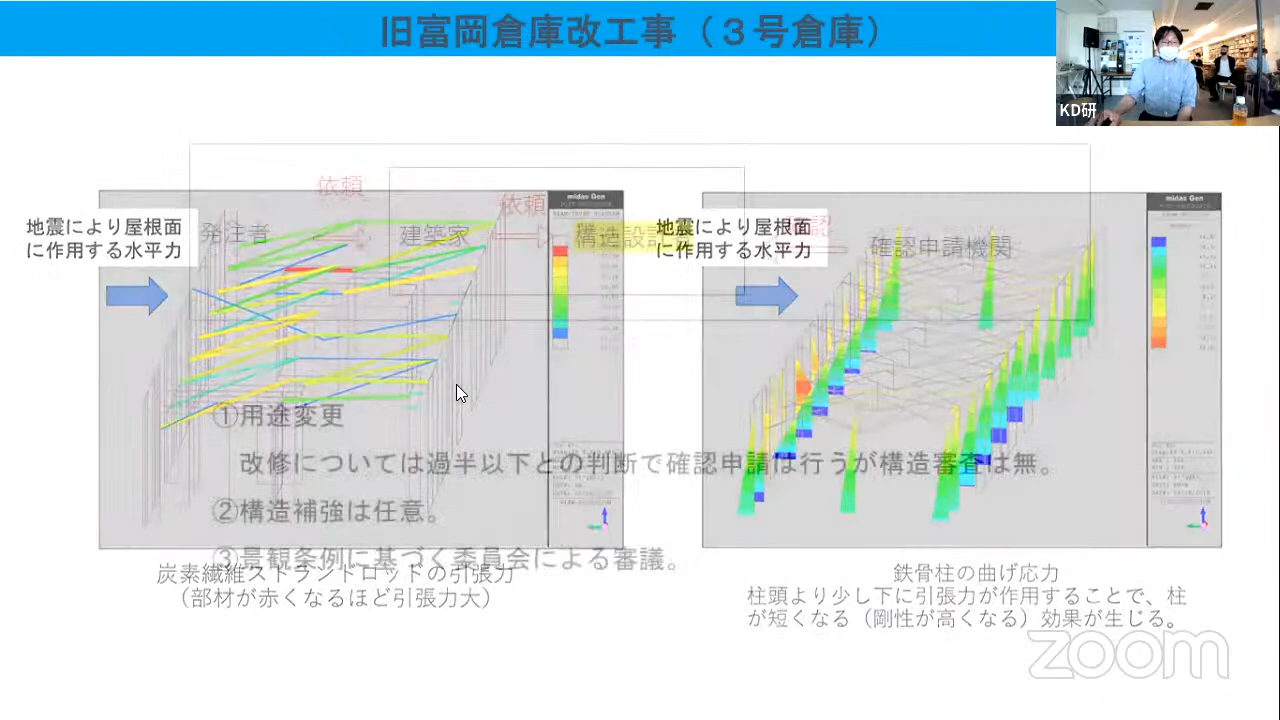 旧富岡倉庫改工事（３号倉庫）
KD研
依頼
依頼
地震により屋根面
に作用する水平力
発注者
建築家
構造設計
地震により屋根面
に作用する水平力
確認申請機関
midas Gen
midas Gen
①用途変更
改修については過半以下との判断で確認申請は行うが構造審査は無。
②構造補強は任意。
③景観条例に基づく委員会による審議。
炭素繊維ストランドロッドの引張力
（部材が赤くなるほど引張力大）
鉄骨柱の曲げ応力
柱頭より少し下に引張力が作用することで、柱
が短くなる（剛性が高くなる）効果が生じる。
zoom